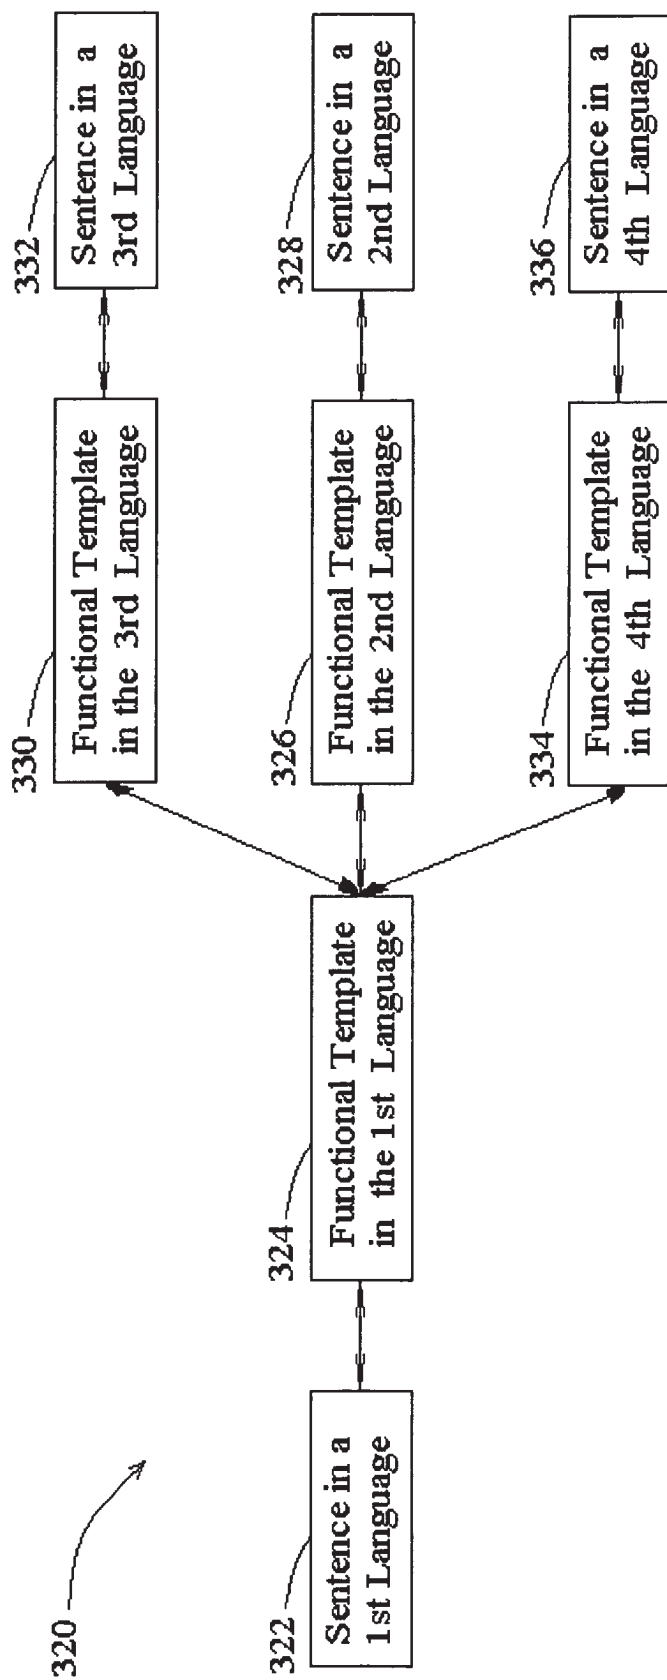 320
322
Sentence in a
1st Language
324
Functional Template
in the 1st Language
330
Functional Template
in the 3rd Language
332
Sentence in a
3rd Language
326
Functional Template
in the 2nd Language
328
Sentence in a
2nd Language
334
Functional Template
in the 4th Language
336
Sentence in a
4th Language